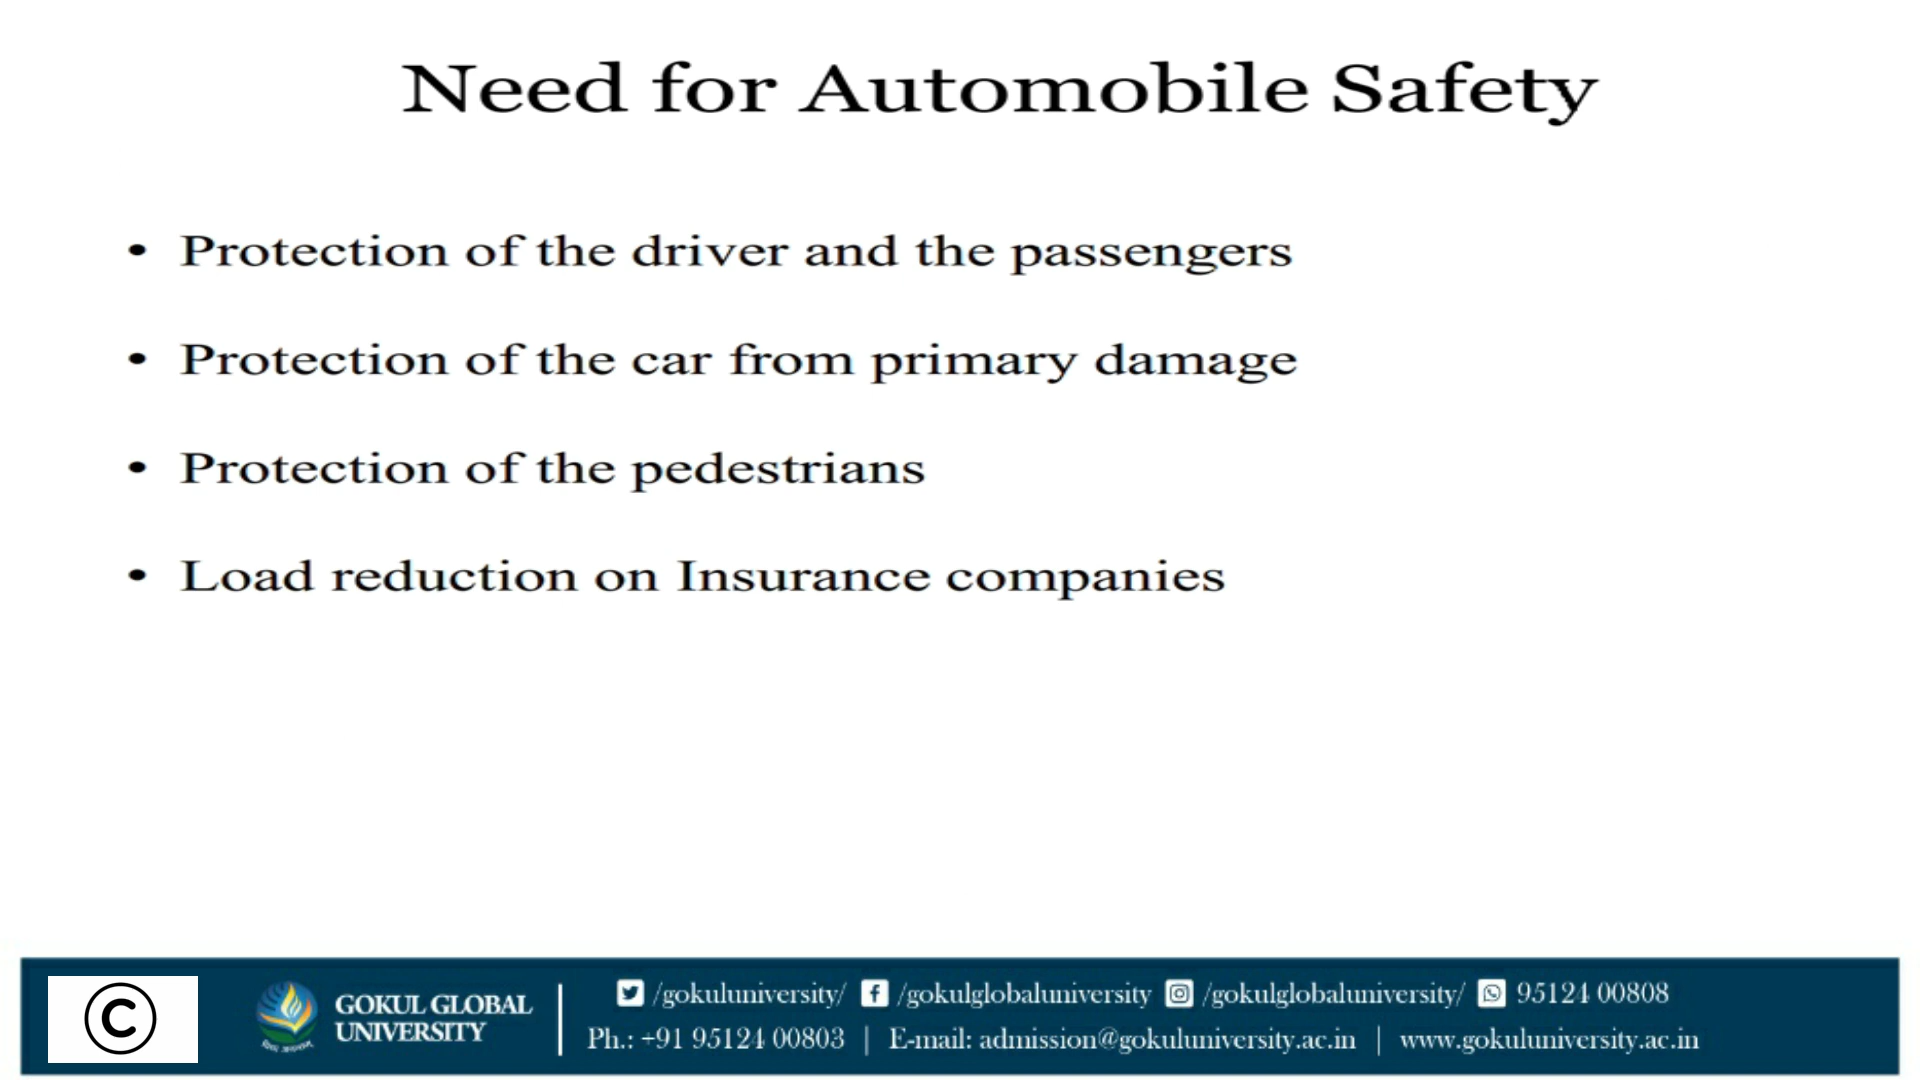 Need for Automobile Safety
• Protection of the driver and the passengers
• Protection of the car from primary damage
• Protection of the pedestrians
• Load reduction on Insurance companies
©
GOKUL GLOBAL
UNIVERSITY
/gokuluniversity/ /gokulglobaluniversity /gokulglobaluniversity/ 95124 00808
Ph.: +91 95124 00803 | E-mail: admission@gokuluniversity.ac.in | www.gokuluniversity.ac.in